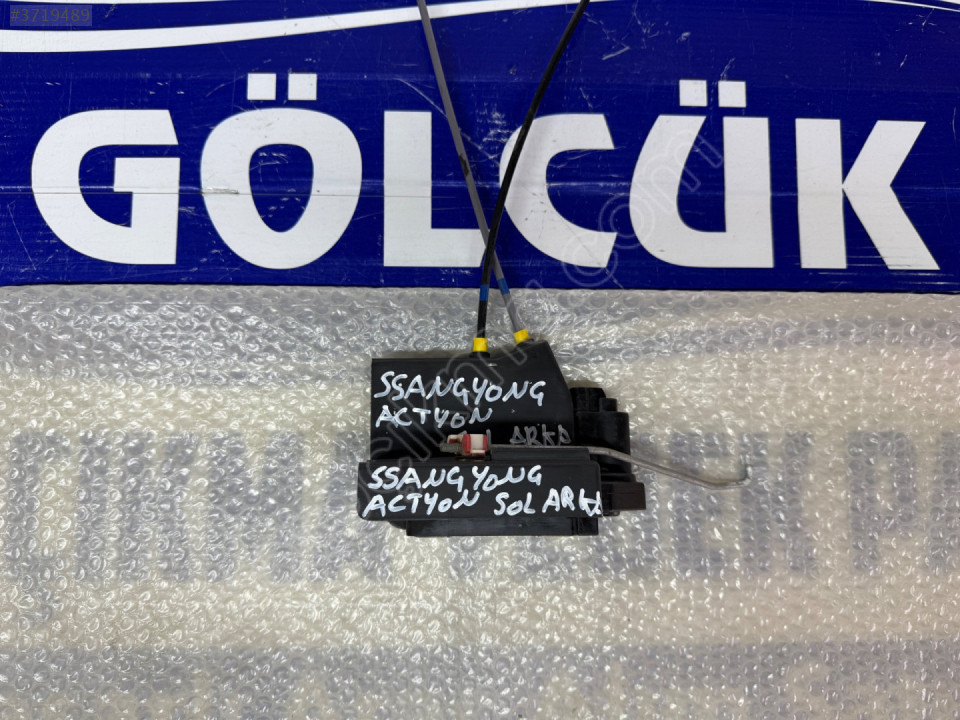 #3719489
GÖLCÜK
SSANGYONG
ACTYON
ARKA
SSANGYONG
ACTYON SOL ARKA